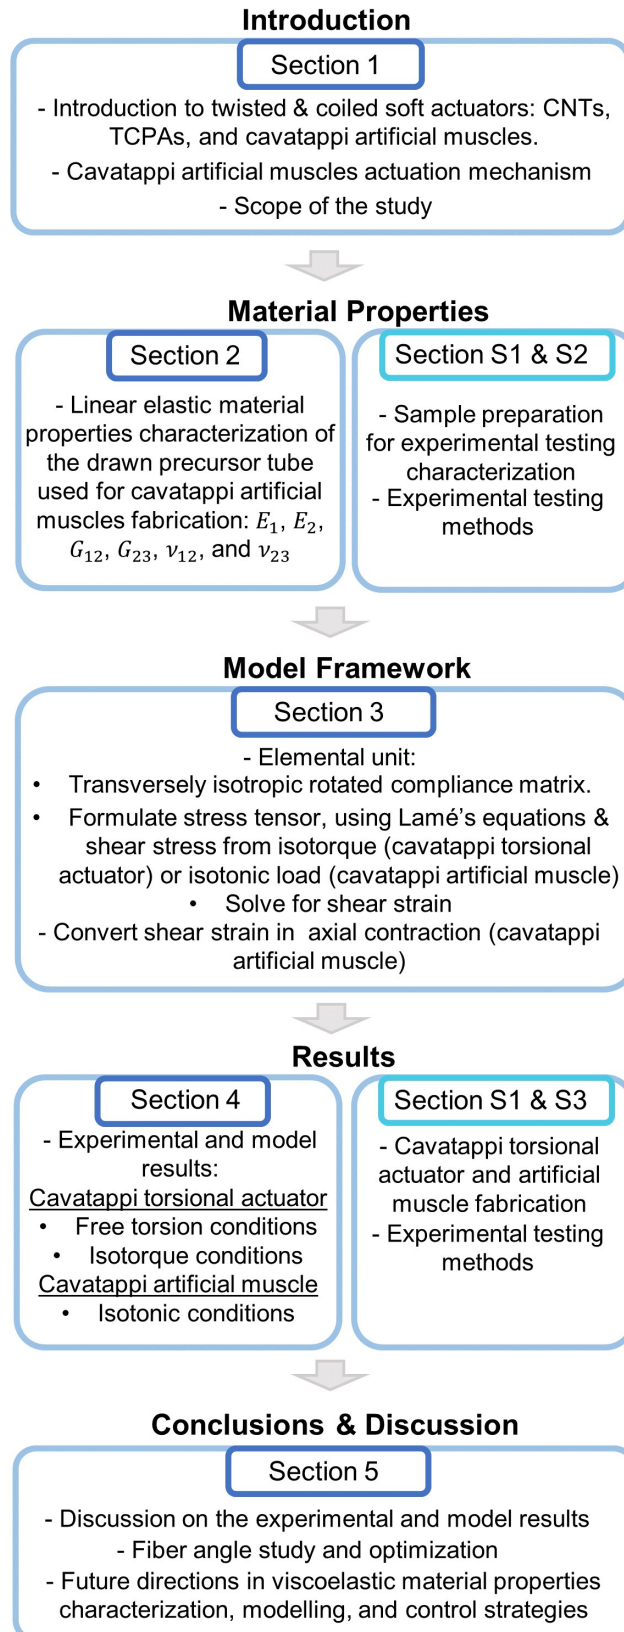 Introduction
Section 1
- Introduction to twisted & coiled soft actuators: CNTs,
TCPAs, and cavatappi artificial muscles.
- Cavatappi artificial muscles actuation mechanism
- Scope of the study
Material Properties
Section 2
- Linear elastic material
properties characterization of
the drawn precursor tube
used for cavatappi artificial
muscles fabrication: E₁, E₂,
G₁₂, G₂₃, ν₁₂, and ν₂₃
Section S1 & S2
- Sample preparation
for experimental testing
characterization
- Experimental testing
methods
Model Framework
Section 3
- Elemental unit:
• Transversely isotropic rotated compliance matrix.
• Formulate stress tensor, using Lamé's equations &
shear stress from isotorque (cavatappi torsional
actuator) or isotonic load (cavatappi artificial muscle)
• Solve for shear strain
- Convert shear strain in axial contraction (cavatappi
artificial muscle)
Results
Section 4
- Experimental and model
results:
Cavatappi torsional actuator
• Free torsion conditions
• Isotorque conditions
Cavatappi artificial muscle
• Isotonic conditions
Section S1 & S3
- Cavatappi torsional
actuator and artificial
muscle fabrication
- Experimental testing
methods
Conclusions & Discussion
Section 5
- Discussion on the experimental and model results
- Fiber angle study and optimization
- Future directions in viscoelastic material properties
characterization, modelling, and control strategies